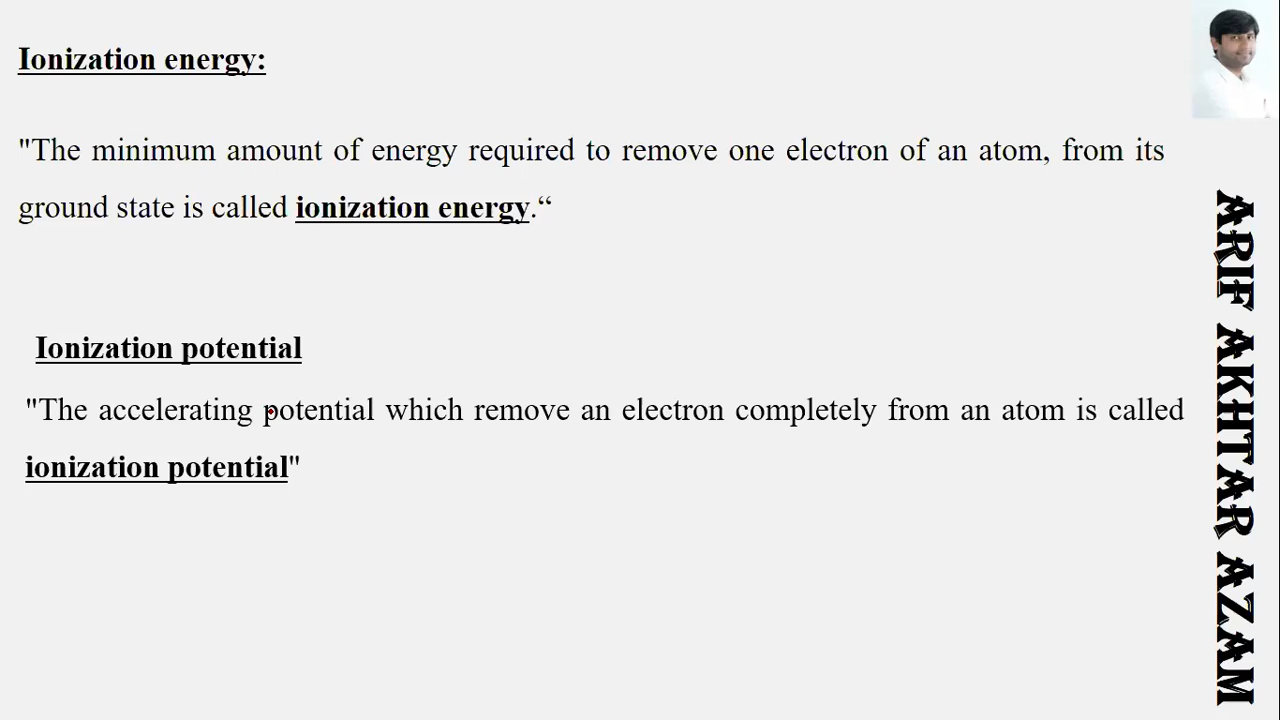 Ionization energy:
"The minimum amount of energy required to remove one electron of an atom, from its
ground state is called ionization energy.“
Ionization potential
"The accelerating potential which remove an electron completely from an atom is called
ionization potential"
ARIF AKHTAR AZAM